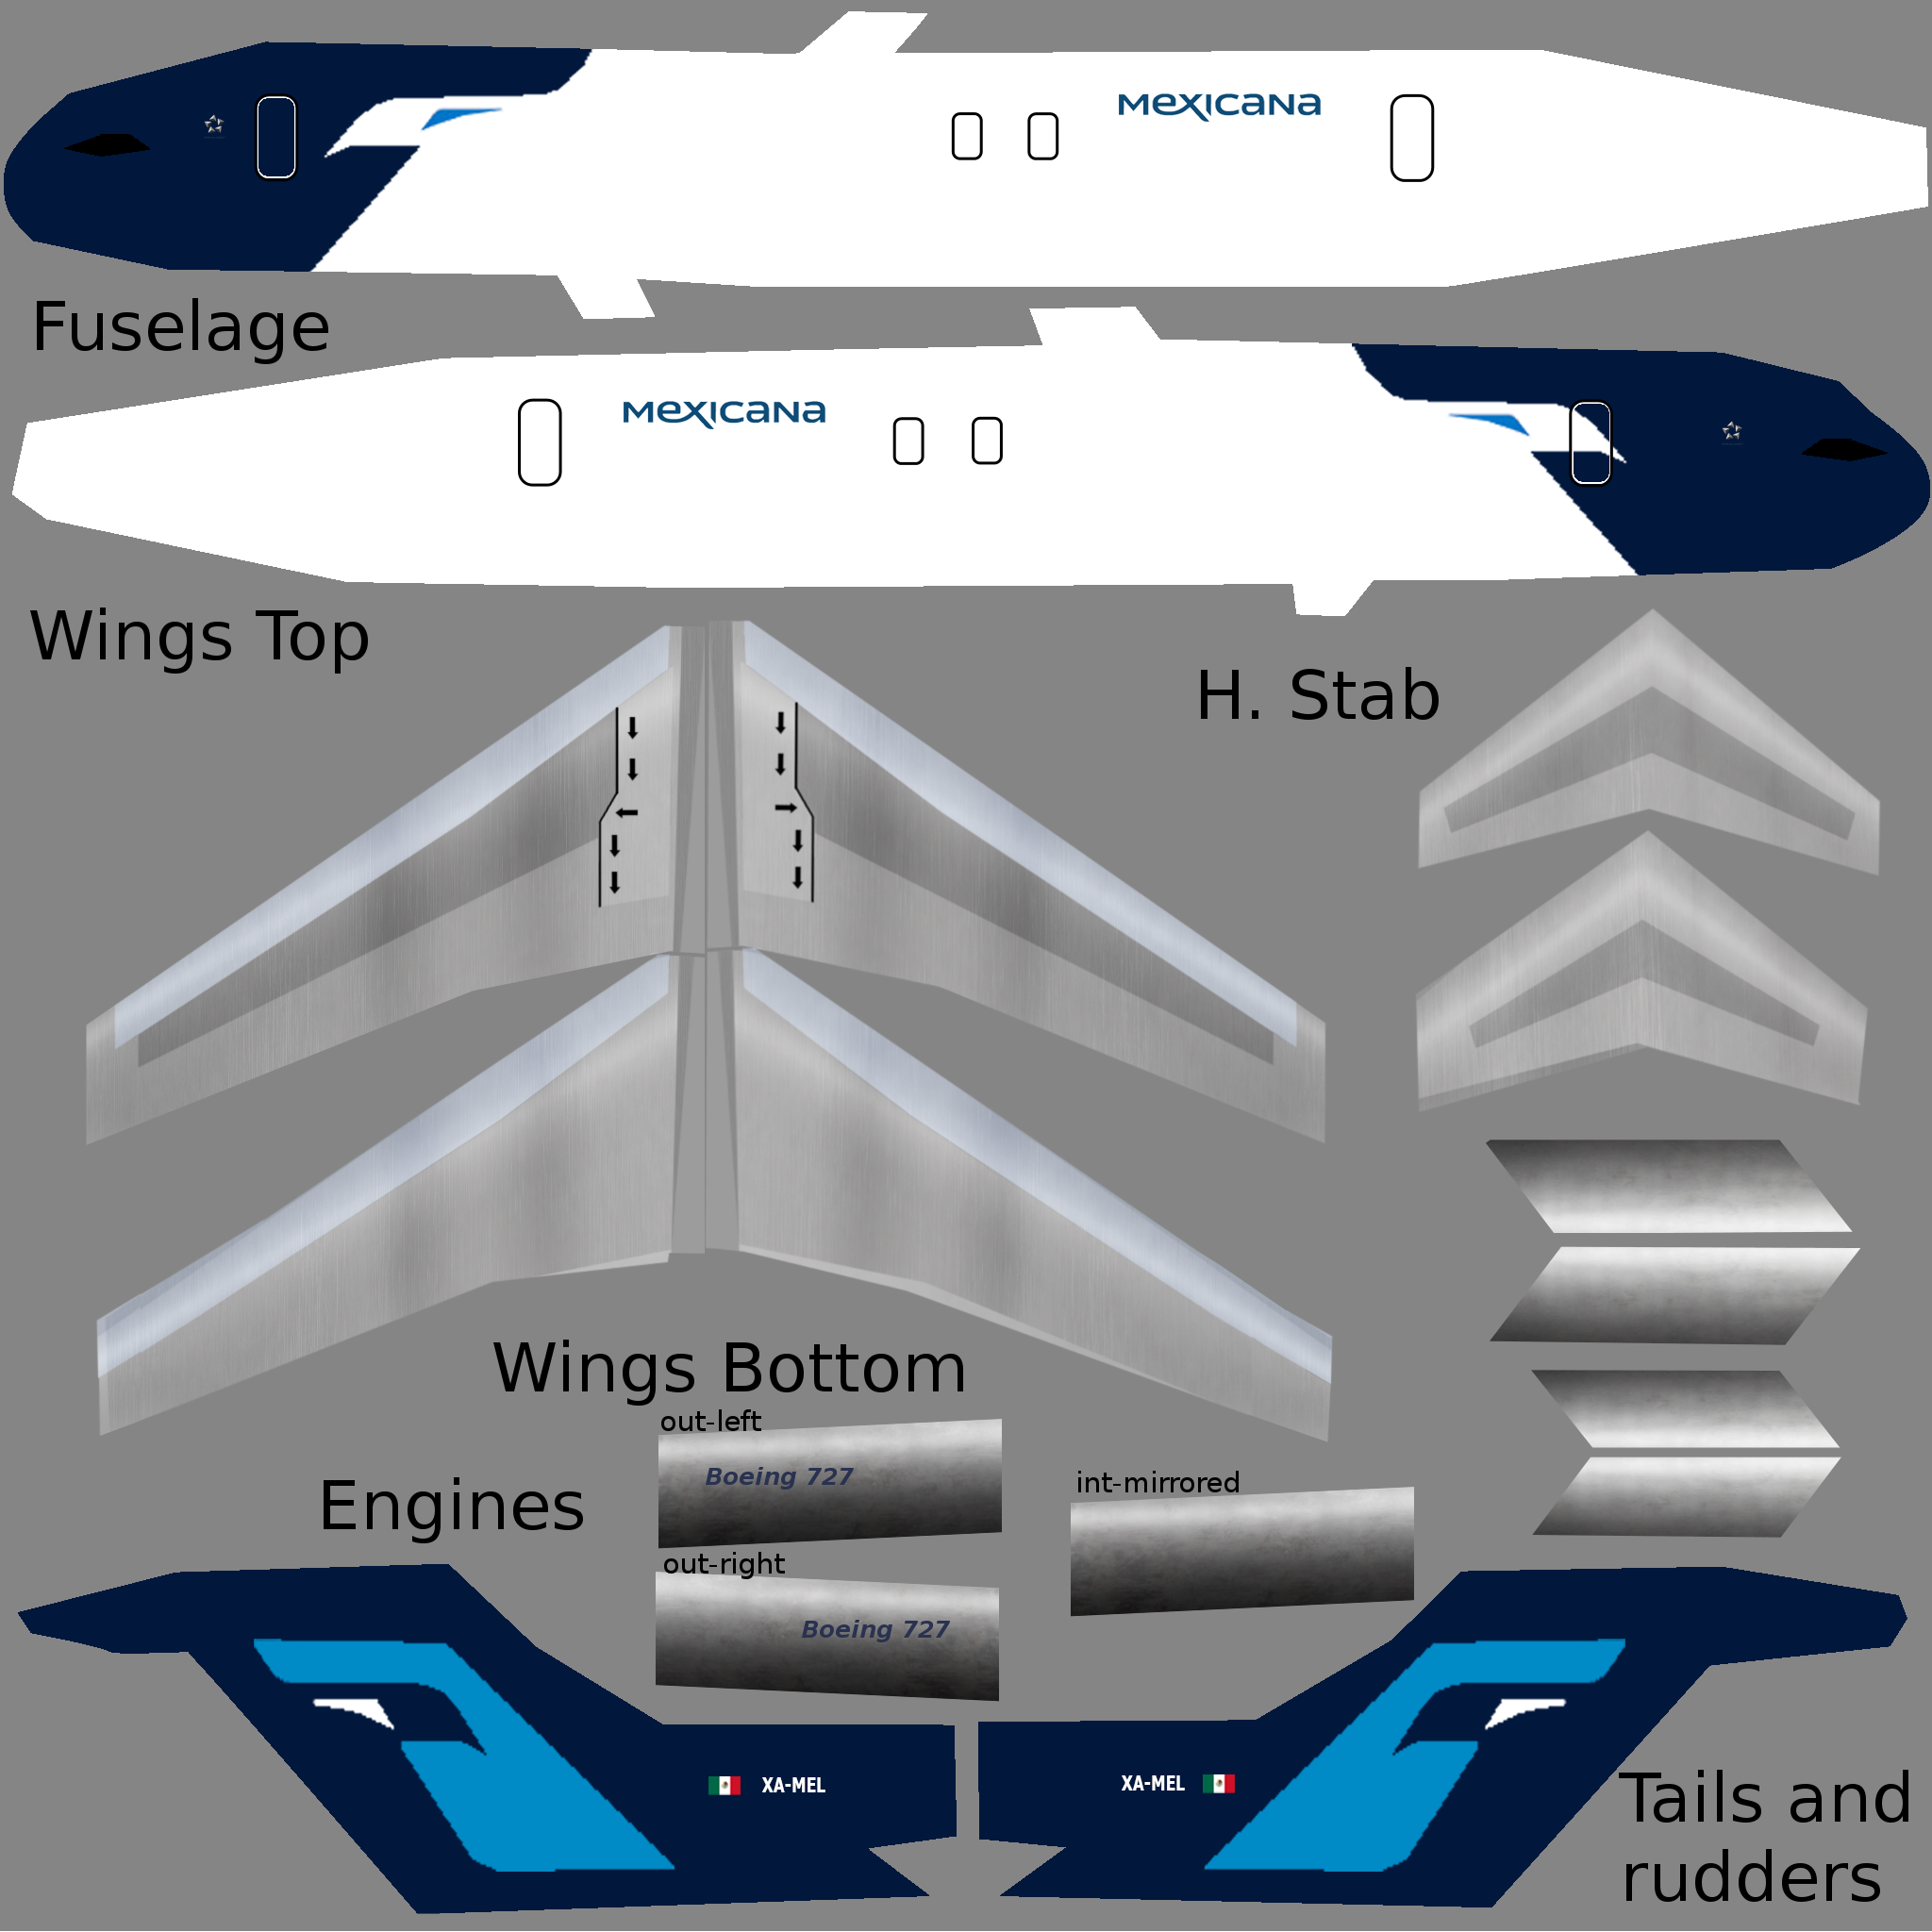 Mexicana
Fuselage
Mexicana
Wings Top
H. Stab
Wings Bottom
out-left
Boeing 727
int-mirrored
Engines
out-right
Boeing 727
XA-MEL
XA-MEL
Tails and
rudders